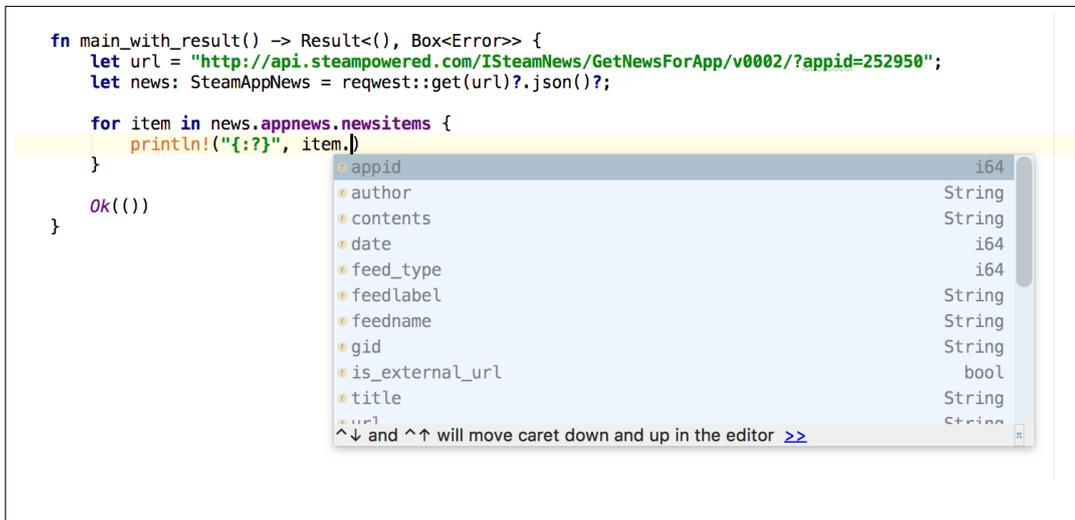 fn main_with_result() -> Result<(), Box<Error>> {
let url = "http://api.steampowered.com/ISteamNews/GetNewsForApp/v0002/?appid=252950";
let news: SteamAppNews = reqwest::get(url)?.json()?;
for item in news.appnews.newsitems {
println!("{:?}", item.)
}
Ok(())
}
appid i64
author String
contents String
date i64
feed_type i64
feedlabel String
feedname String
gid String
is_external_url bool
title String
url String
^↓ and ^↑ will move caret down and up in the editor >>
π